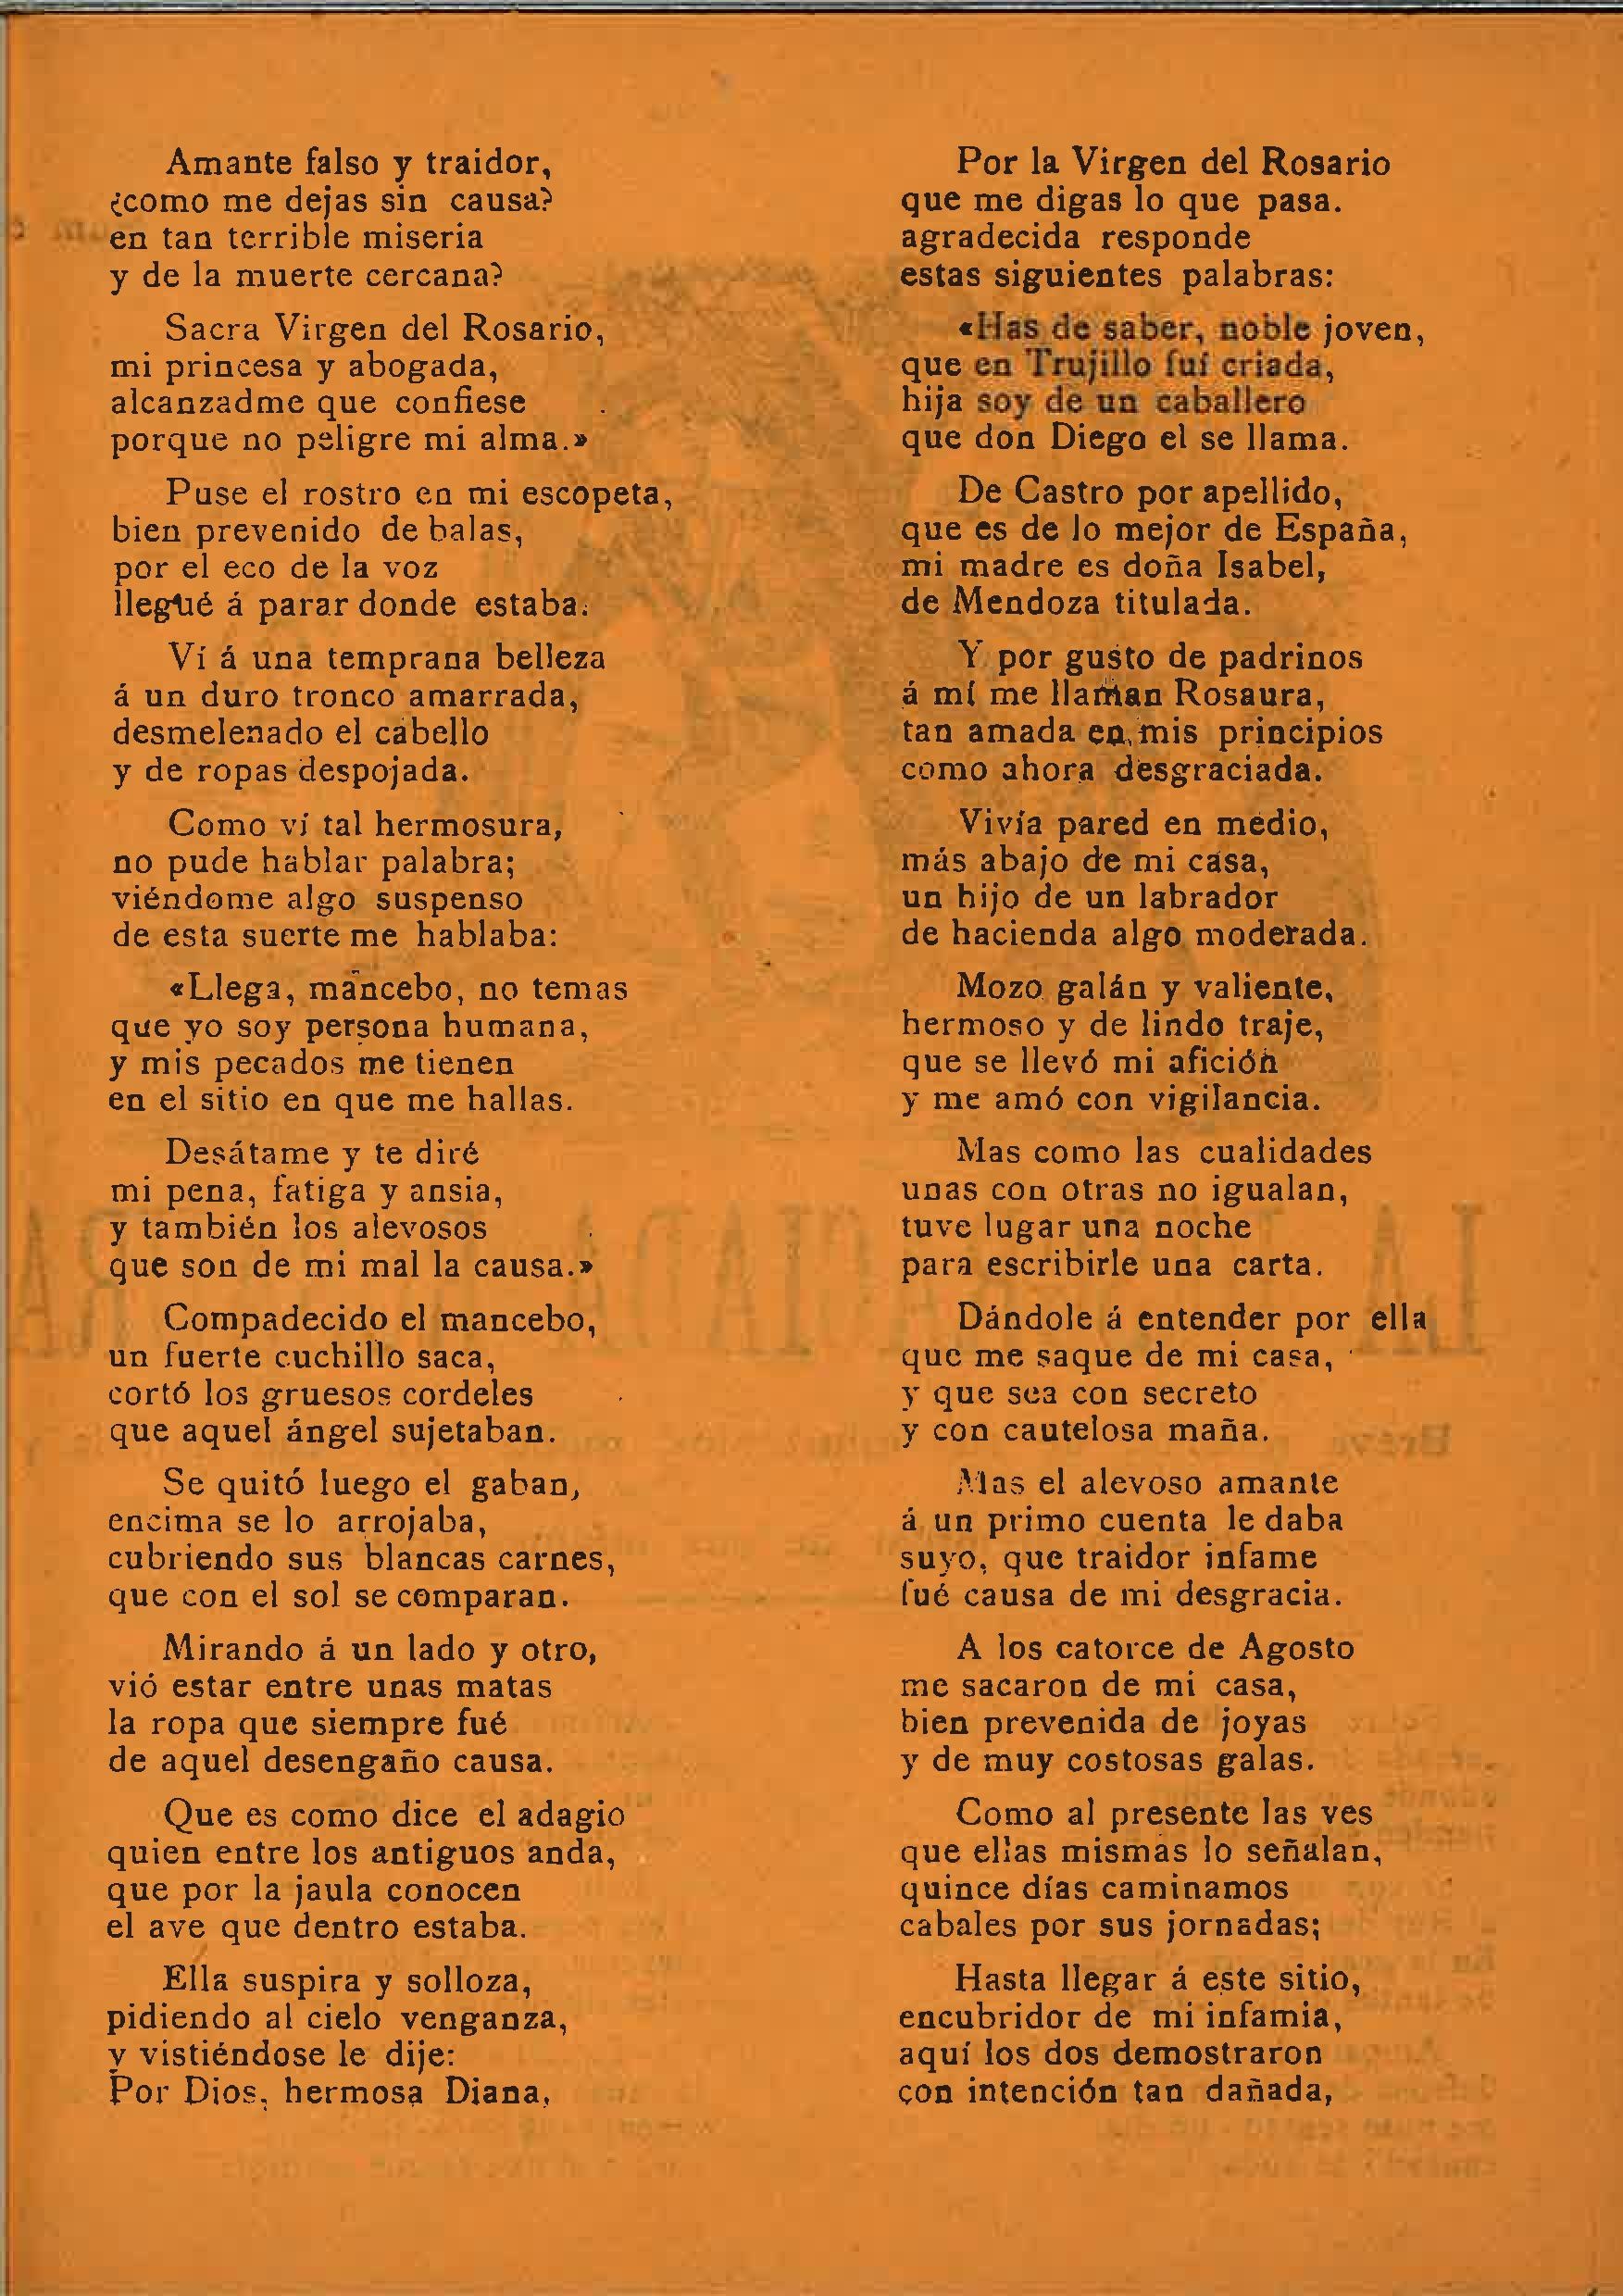 Amante falso y traidor,
¿como me dejas sin causa?
en tan terrible miseria
y de la muerte cercana?
Sacra Virgen del Rosario,
mi princesa y abogada,
alcanzadme que confiese
porque no peligre mi alma.»
Puse el rostro en mi escopeta,
bien prevenido de balas,
por el eco de la voz
llegué á parar donde estaba.
Ví á una temprana belleza
á un duro tronco amarrada,
desmelenado el cabello
y de ropas despojada.
Como ví tal hermosura,
no pude hablar palabra;
viéndome algo suspenso
de esta suerte me hablaba:
«Llega, mancebo, no temas
que yo soy persona humana,
y mis pecados me tienen
en el sitio en que me hallas.
Desátame y te diré
mi pena, fatiga y ansia,
y también los alevosos
que son de mi mal la causa.»
Compadecido el mancebo,
un fuerte cuchillo saca,
cortó los gruesos cordeles
que aquel ángel sujetaban.
Se quitó luego el gaban,
encima se lo arrojaba,
cubriendo sus blancas carnes,
que con el sol se comparan.
Mirando á un lado y otro,
vió estar entre unas matas
la ropa que siempre fué
de aquel desengaño causa.
Que es como dice el adagio
quien entre los antiguos anda,
que por la jaula conocen
el ave que dentro estaba.
Ella suspira y solloza,
pidiendo al cielo venganza,
y vistiéndose le dije:
Por Dios, hermosa Diana,
Por la Virgen del Rosario
que me digas lo que pasa.
agradecida responde
estas siguientes palabras:
«Has de saber, noble joven,
que en Trujillo fuí criada,
hija soy de un caballero
que don Diego el se llama.
De Castro por apellido,
que es de lo mejor de España,
mi madre es doña Isabel,
de Mendoza titulada.
Y por gusto de padrinos
á mí me llaman Rosaura,
tan amada en mis principios
como ahora desgraciada.
Vivía pared en medio,
más abajo de mi casa,
un hijo de un labrador
de hacienda algo moderada.
Mozo galán y valiente,
hermoso y de lindo traje,
que se llevó mi afición
y me amó con vigilancia.
Mas como las cualidades
unas con otras no igualan,
tuve lugar una noche
para escribirle una carta.
Dándole á entender por ella
que me saque de mi casa,
y que sea con secreto
y con cautelosa maña.
Mas el alevoso amante
á un primo cuenta le daba
suyo, que traidor infame
fué causa de mi desgracia.
A los catorce de Agosto
me sacaron de mi casa,
bien prevenida de joyas
y de muy costosas galas.
Como al presente las ves
que ellas mismas lo señalan,
quince días caminamos
cabales por sus jornadas;
Hasta llegar á este sitio,
encubridor de mi infamia,
aquí los dos demostraron
con intención tan dañada,